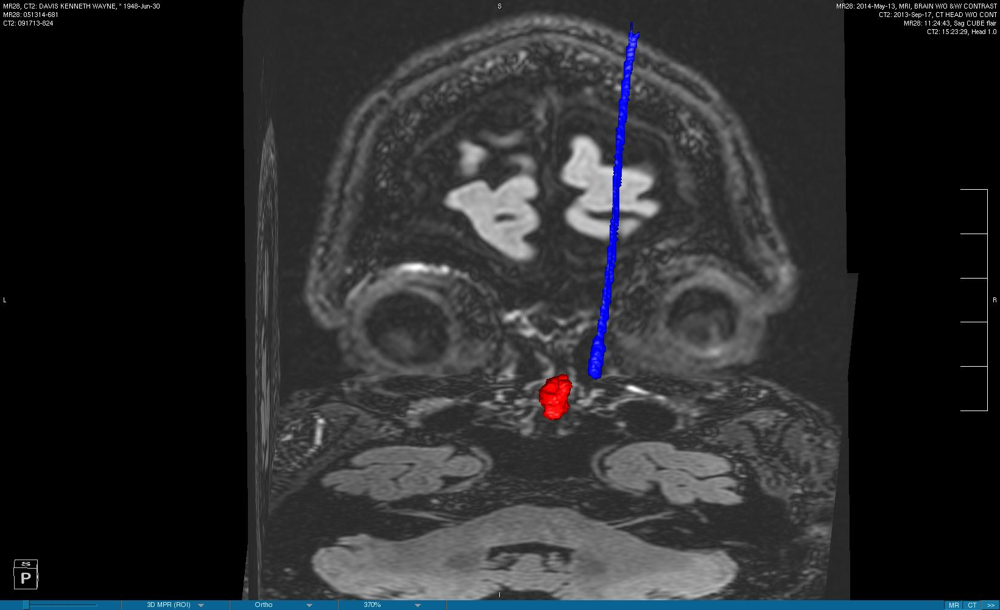 MR28, CT2: DAVIS KENNETH WAYNE, * 1948-Jun-30
MR28: 051314-681
CT2: 091713-824
S
MR28: 2014-May-13, MRI, BRAIN W/O &W/ CONTRAST
CT2: 2013-Sep-17, CT HEAD W/O CONT
MR28: 11:24:43, Sag CUBE flair
CT2: 15:23:29, Head 1.0
L
R
S
P
I
3D MPR (ROI)
Ortho
370%
MR
CT
>>